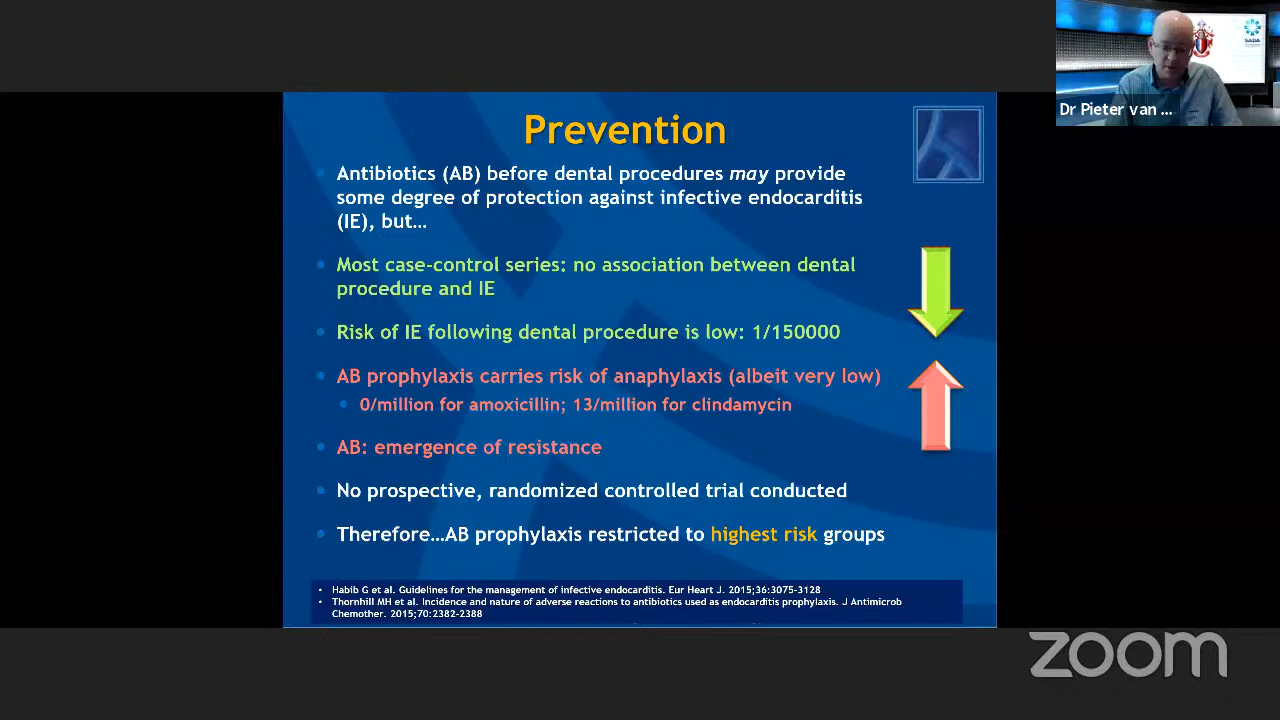 SADA
Dr Pieter van ...
Prevention
Antibiotics (AB) before dental procedures may provide
some degree of protection against infective endocarditis
(IE), but…
Most case-control series: no association between dental
procedure and IE
Risk of IE following dental procedure is low: 1/150000
AB prophylaxis carries risk of anaphylaxis (albeit very low)
0/million for amoxicillin; 13/million for clindamycin
AB: emergence of resistance
No prospective, randomized controlled trial conducted
Therefore…AB prophylaxis restricted to highest risk groups
Habib G et al. Guidelines for the management of infective endocarditis. Eur Heart J. 2015;36:3075-3128
Thornhill MH et al. Incidence and nature of adverse reactions to antibiotics used as endocarditis prophylaxis. J Antimicrob
Chemother. 2015;70:2382-2388
zoom